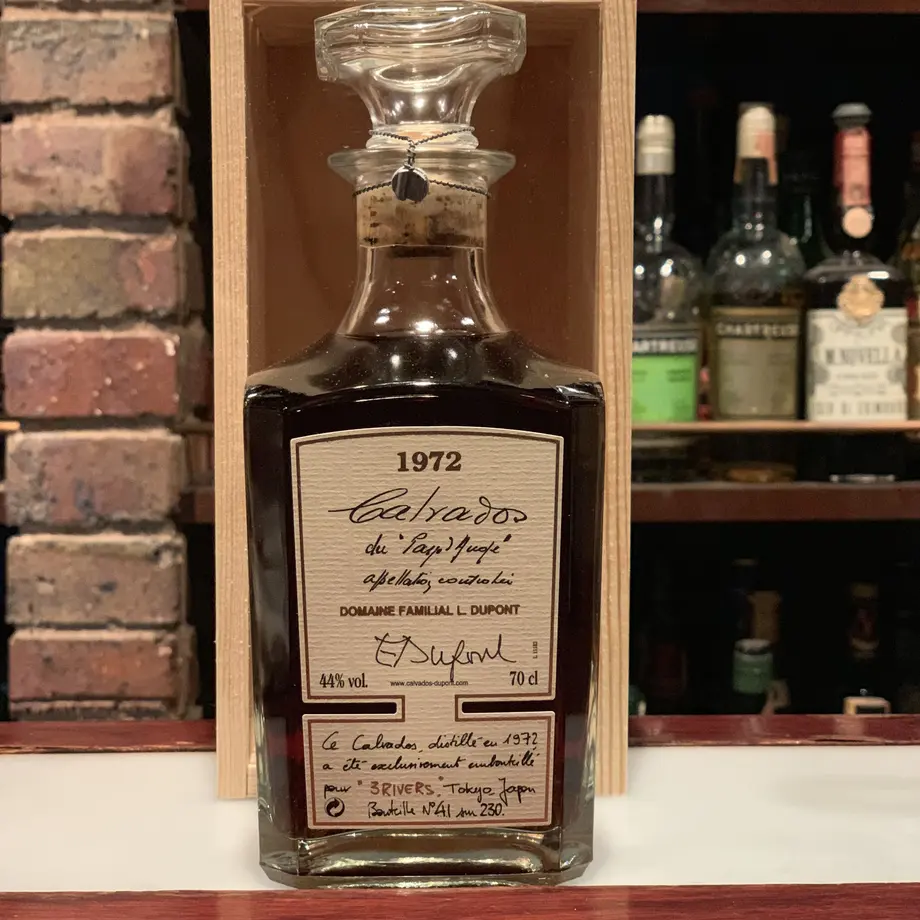 1972
Calvados
du "Pays d'Auge"
appellation contrôlée
DOMAINE FAMILIAL L. DUPONT
E Dupont
44% vol.
www.calvados-dupont.com
70 cl
Ce Calvados, distillé en 1972
a été exclusivement embouteillé
pour "3RIVERS" Tokyo Japon
Bouteille N°41 sur 230.
HARTREUSE
CHARTREUSE
M. NOVELLA